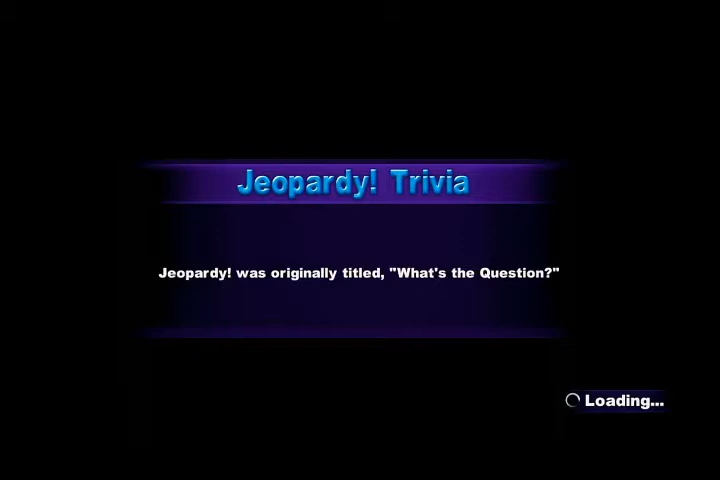 Jeopardy! Trivia
Jeopardy! was originally titled, "What's the Question?"
Loading...